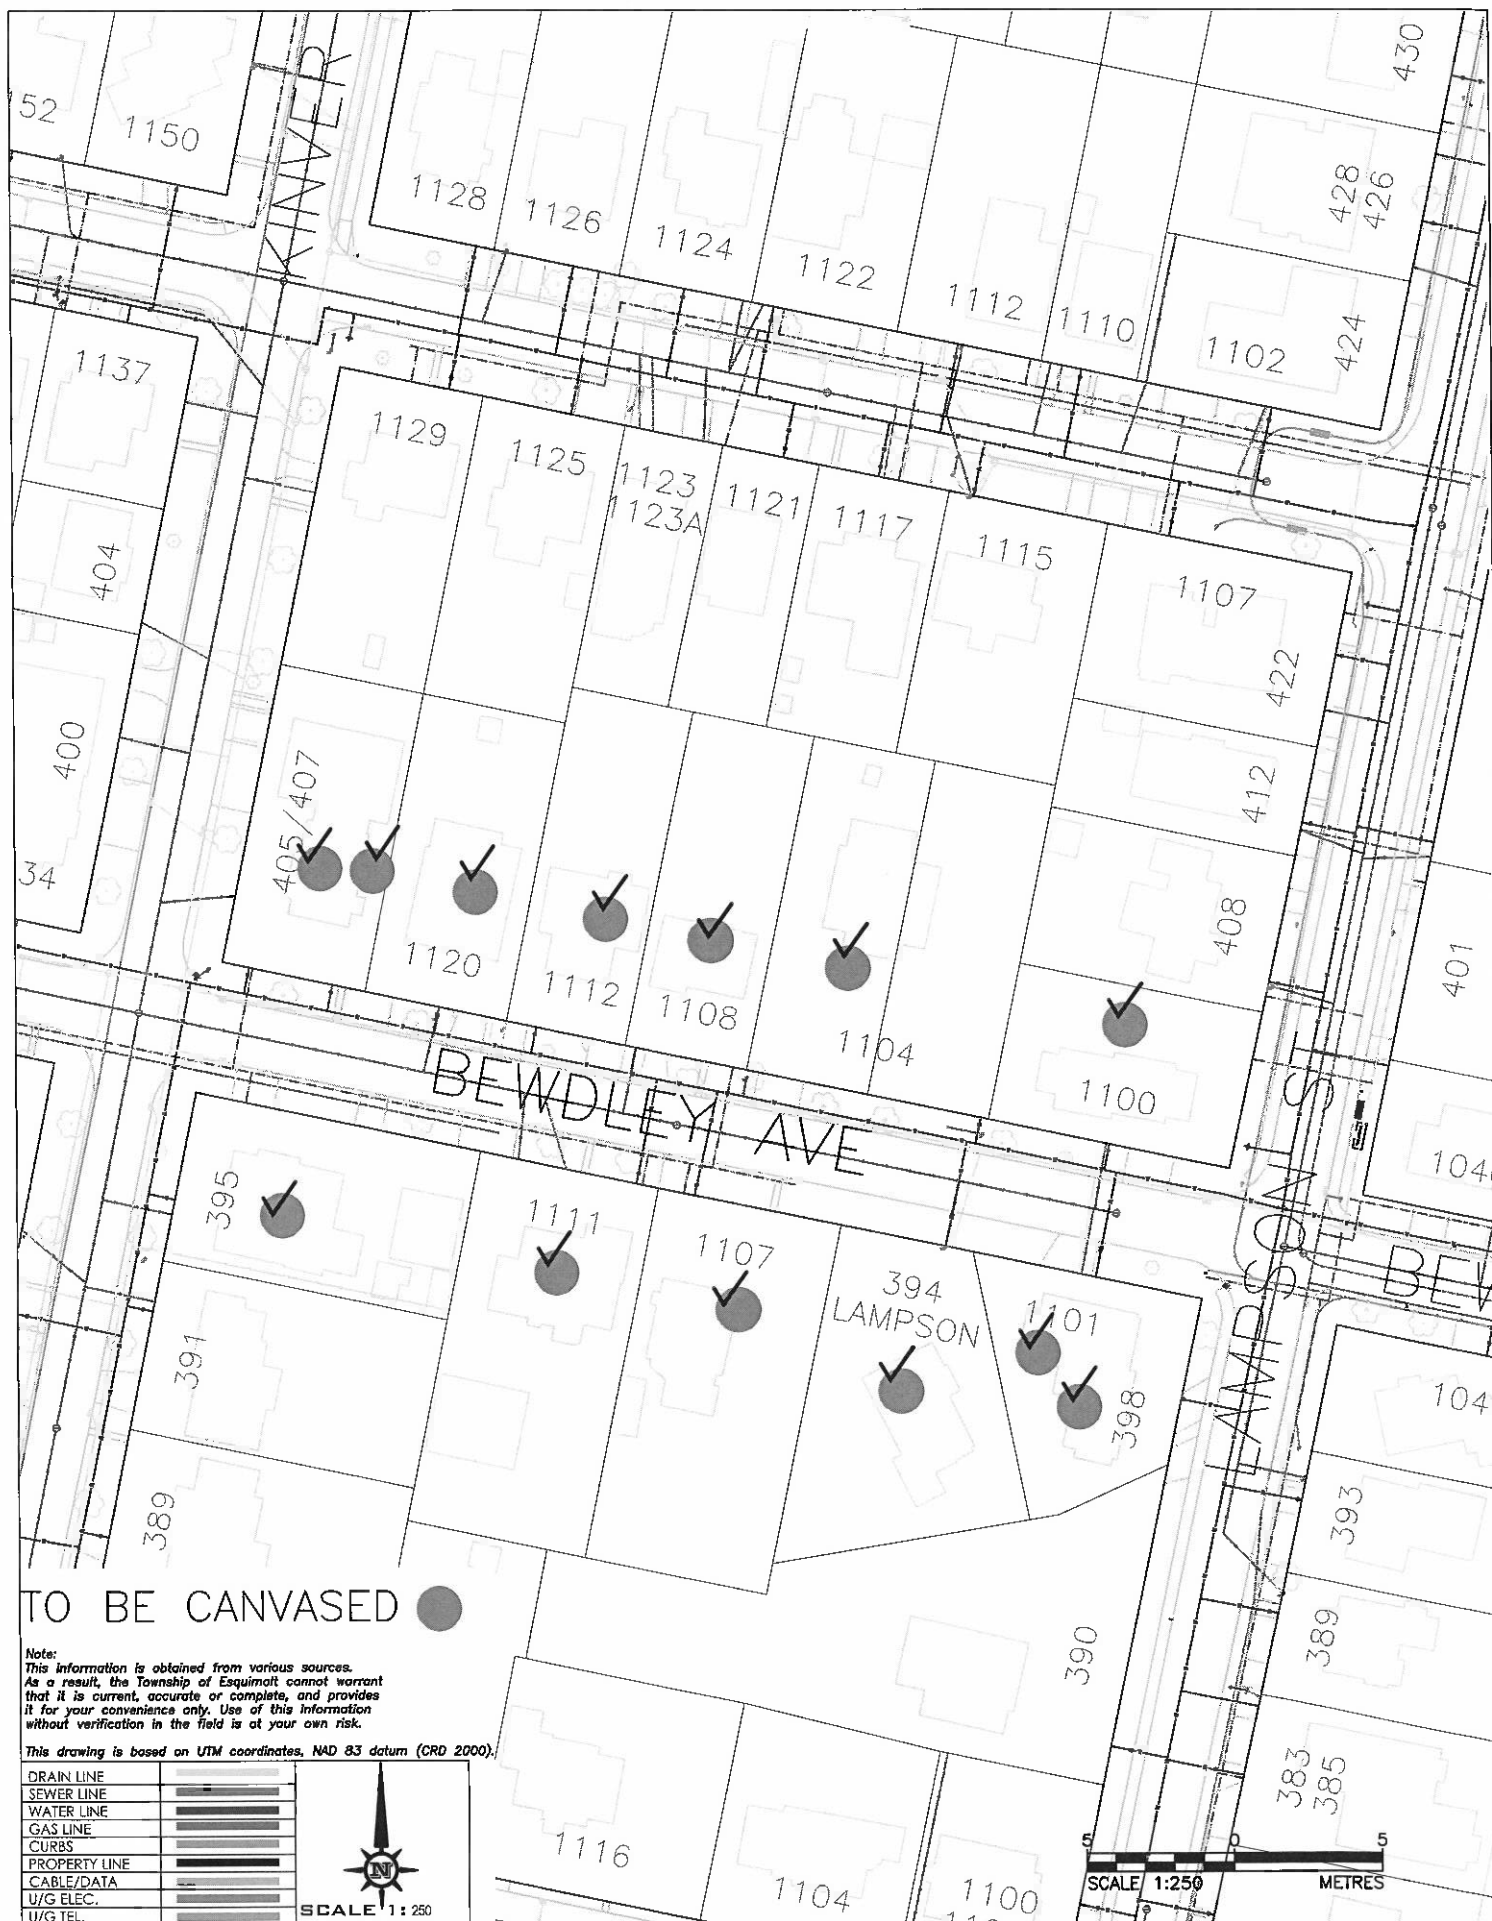 KINVER
430
152
1150
1128
1126
1124
1122
1112
1110
1102
428
426
424
1137
1129
1125
1123
1123A
1121
1117
1115
1107
422
404
400
34
405/407
1120
1112
1108
1104
412
408
1100
401
BEWDLEY AVE
LAMPSON S
BEW
395
1111
1107
394
LAMPSON
1101
398
391
389
393
389
390
383
385
TO BE CANVASED
Note:
This information is obtained from various sources.
As a result, the Township of Esquimalt cannot warrant
that it is current, accurate or complete, and provides
it for your convenience only. Use of this information
without verification in the field is at your own risk.
This drawing is based on UTM coordinates, NAD 83 datum (CRD 2000).
DRAIN LINE
SEWER LINE
WATER LINE
GAS LINE
CURBS
PROPERTY LINE
CABLE/DATA
U/G ELEC.
U/G TEL.
N
SCALE 1: 250
1116
1104
1100
5 0 5
SCALE 1:250 METRES